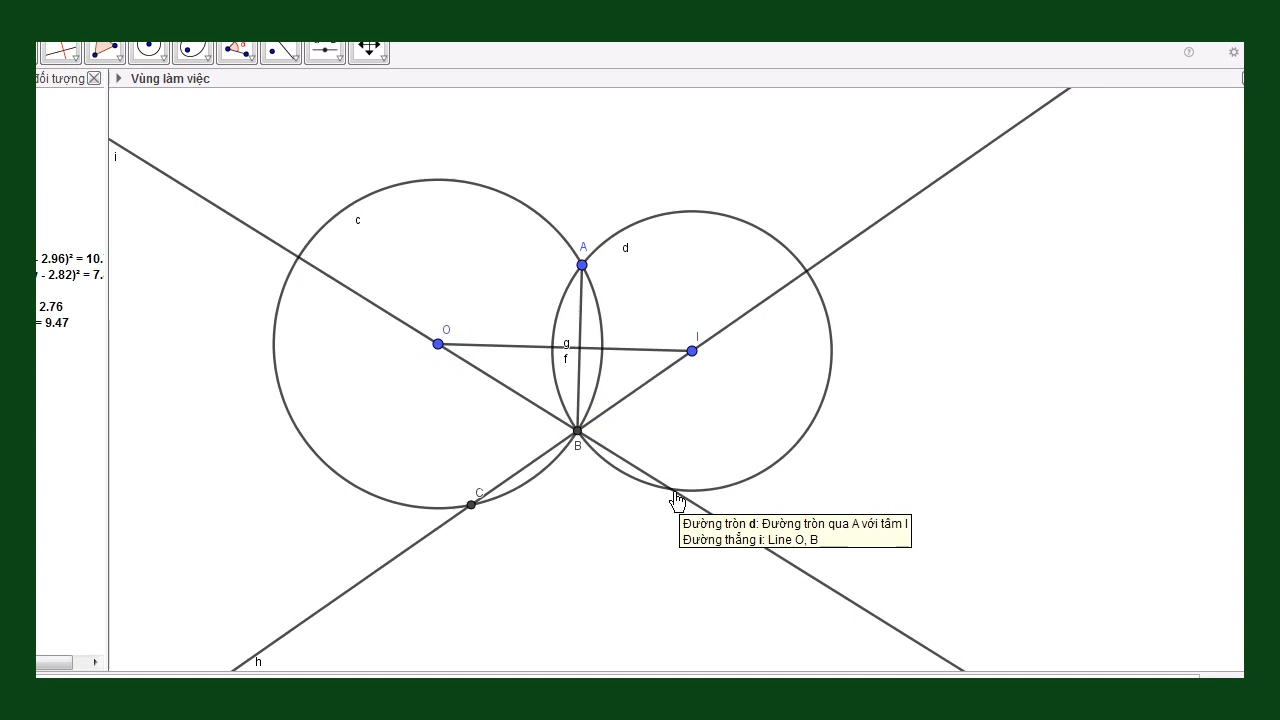 đối tượng
Vùng làm việc
i
c
A
d
- 2.96)² = 10.
- 2.82)² = 7.
2.76
= 9.47
O
I
g
f
B
C
Đường tròn d: Đường tròn qua A với tâm I
Đường thẳng i: Line O, B
h